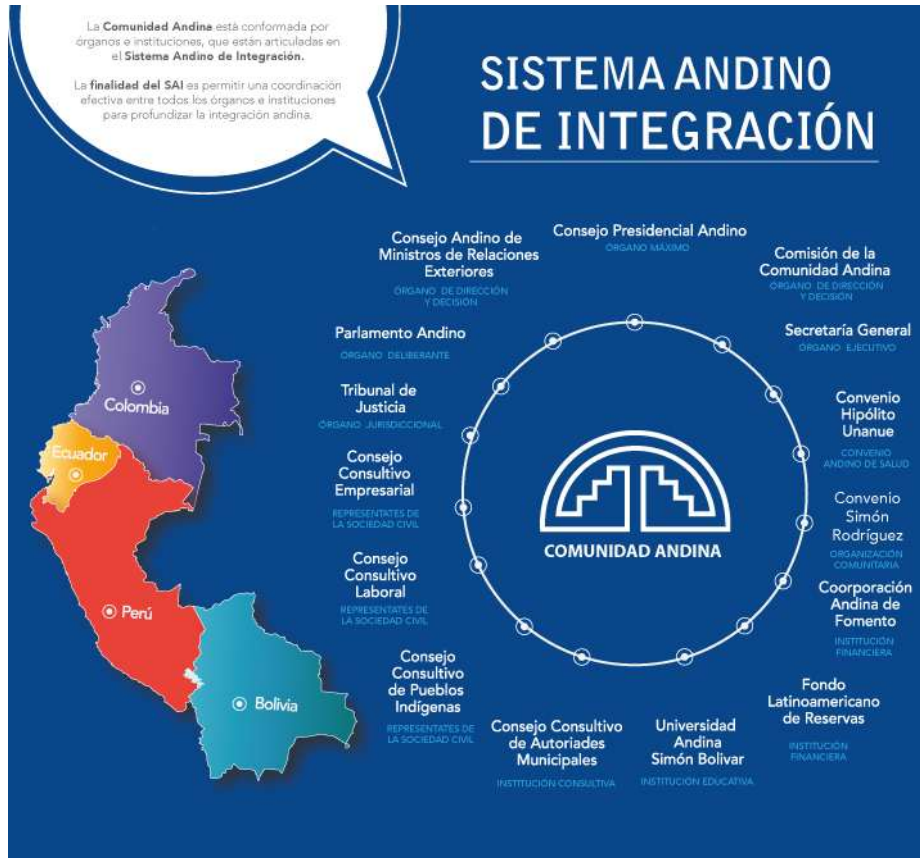 La Comunidad Andina está conformada por
órganos e instituciones, que están articuladas en
el Sistema Andino de Integración.
La finalidad del SAI es permitir una coordinación
efectiva entre todos los órganos e instituciones
para profundizar la integración andina.
SISTEMA ANDINO
DE INTEGRACIÓN
Consejo Presidencial Andino
ÓRGANO MÁXIMO
Comisión de la
Comunidad Andina
ÓRGANO DE DIRECCIÓN
Y DECISIÓN
Secretaría General
ÓRGANO EJECUTIVO
Convenio
Hipólito
Unanue
CONVENIO
ANDINO DE SALUD
Convenio
Simón
Rodríguez
ORGANIZACIÓN
COMUNITARIA
Coorporación
Andina de
Fomento
INSTITUCIÓN
FINANCIERA
Fondo
Latinoamericano
de Reservas
INSTITUCIÓN
FINANCIERA
Universidad
Andina
Simón Bolivar
INSTITUCIÓN EDUCATIVA
Consejo Consultivo
de Autoriades
Municipales
INSTITUCIÓN CONSULTIVA
Consejo
Consultivo
de Pueblos
Indígenas
REPRESENTATES DE
LA SOCIEDAD CIVIL
Consejo
Consultivo
Laboral
REPRESENTATES DE
LA SOCIEDAD CIVIL
Consejo
Consultivo
Empresarial
REPRESENTATES DE
LA SOCIEDAD CIVIL
Tribunal de
Justicia
ÓRGANO JURISDICCIONAL
Parlamento Andino
ÓRGANO DELIBERANTE
Consejo Andino de
Ministros de Relaciones
Exteriores
ÓRGANO DE DIRECCIÓN
Y DECISIÓN
COMUNIDAD ANDINA
Colombia
Ecuador
Perú
Bolivia